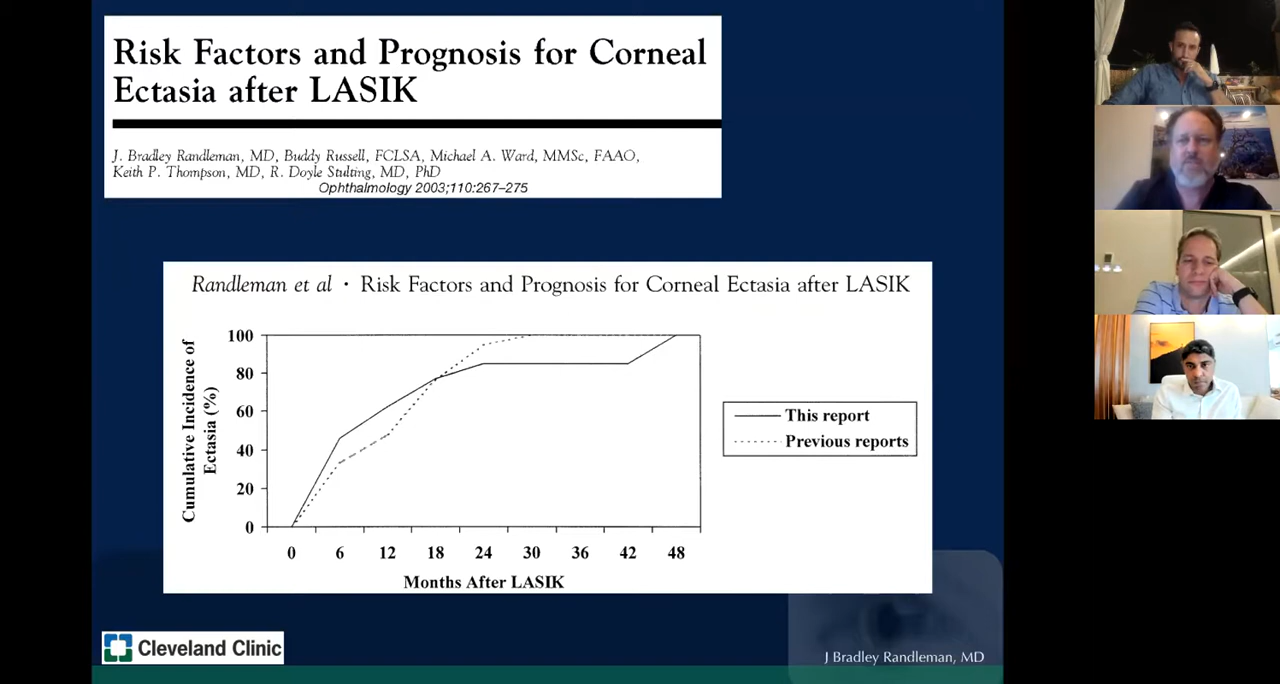 Risk Factors and Prognosis for Corneal
Ectasia after LASIK
J. Bradley Randleman, MD, Buddy Russell, FCLSA, Michael A. Ward, MMSc, FAAO,
Keith P. Thompson, MD, R. Doyle Stulting, MD, PhD
Ophthalmology 2003;110:267–275
Randleman et al · Risk Factors and Prognosis for Corneal Ectasia after LASIK
Cumulative Incidence of
Ectasia (%)
100
80
60
40
20
0
0 6 12 18 24 30 36 42 48
Months After LASIK
This report
Previous reports
Cleveland Clinic
J Bradley Randleman, MD